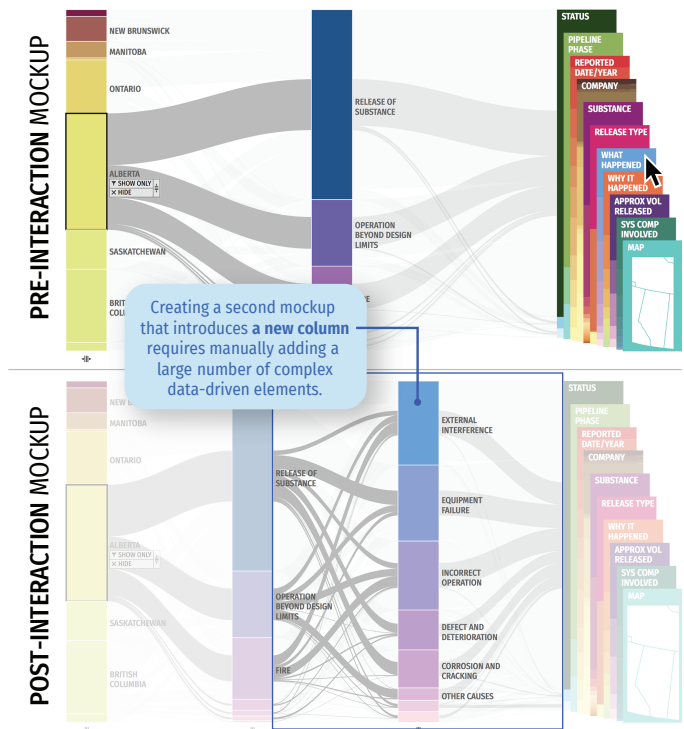 PRE-INTERACTION MOCKUP
NEW BRUNSWICK
MANITOBA
ONTARIO
ALBERTA
SHOW ONLY
HIDE
SASKATCHEWAN
RELEASE OF
SUBSTANCE
OPERATION
BEYOND DESIGN
LIMITS
STATUS
PIPELINE
PHASE
REPORTED
DATE/YEAR
COMPANY
SUBSTANCE
RELEASE TYPE
WHAT
HAPPENED
WHY IT
HAPPENED
APPROX VOL
RELEASED
SYS COMP
INVOLVED
MAP
Creating a second mockup
that introduces a new column
requires manually adding a
large number of complex
data-driven elements.
POST-INTERACTION MOCKUP
MANITOBA
ONTARIO
ALBERTA
SHOW ONLY
HIDE
SASKATCHEWAN
BRITISH
COLUMBIA
RELEASE OF
SUBSTANCE
OPERATION
BEYOND DESIGN
LIMITS
FIRE
EXTERNAL
INTERFERENCE
EQUIPMENT
FAILURE
INCORRECT
OPERATION
DEFECT AND
DETERIORATION
CORROSION AND
CRACKING
OTHER CAUSES
STATUS
PIPELINE
PHASE
REPORTED
DATE/YEAR
COMPANY
SUBSTANCE
RELEASE TYPE
WHY IT
HAPPENED
APPROX VOL
RELEASED
SYS COMP
INVOLVED
MAP